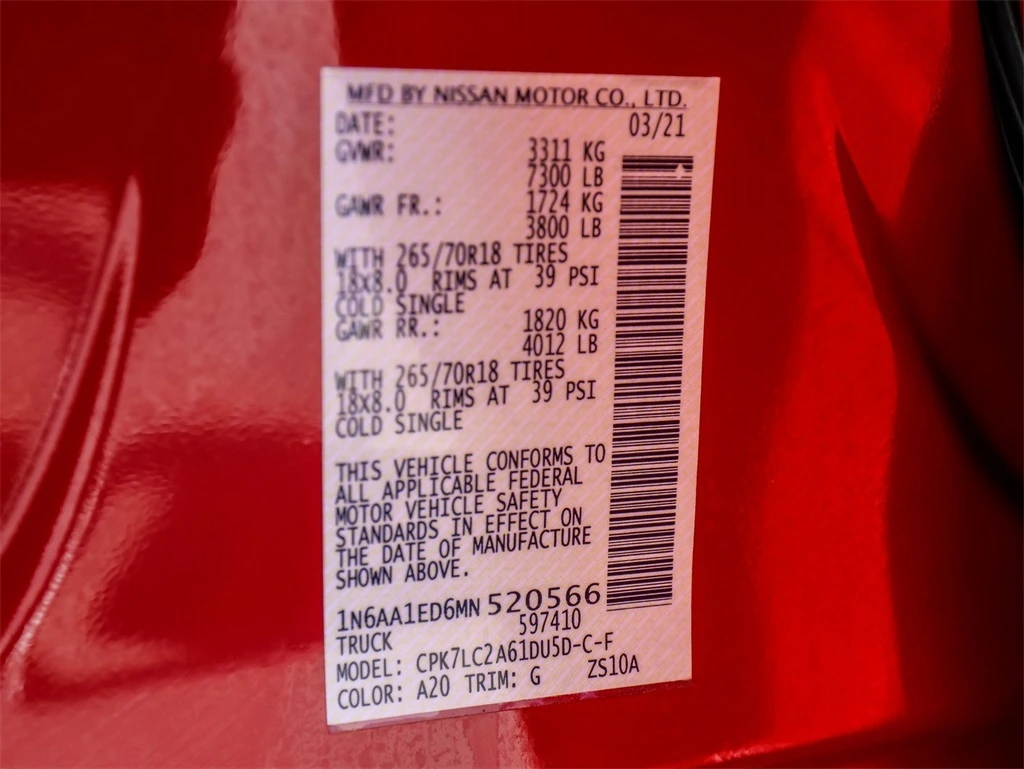 MFD BY NISSAN MOTOR CO., LTD.
DATE: 03/21
GVWR: 3311 KG
7300 LB
GAWR FR.: 1724 KG
3800 LB
WITH 265/70R18 TIRES
18x8.0 RIMS AT 39 PSI
COLD SINGLE
GAWR RR.: 1820 KG
4012 LB
WITH 265/70R18 TIRES
18x8.0 RIMS AT 39 PSI
COLD SINGLE
THIS VEHICLE CONFORMS TO
ALL APPLICABLE FEDERAL
MOTOR VEHICLE SAFETY
STANDARDS IN EFFECT ON
THE DATE OF MANUFACTURE
SHOWN ABOVE.
1N6AA1ED6MN 520566
TRUCK 597410
MODEL: CPK7LC2A61DU5D-C-F
COLOR: A20 TRIM: G ZS10A